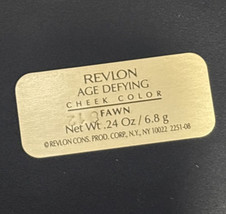 REVLON
AGE DEFYING
CHEEK COLOR
FAWN
Net Wt. .24 Oz / 6.8 g
© REVLON CONS. PROD. CORP., N.Y., NY 10022 2251-08